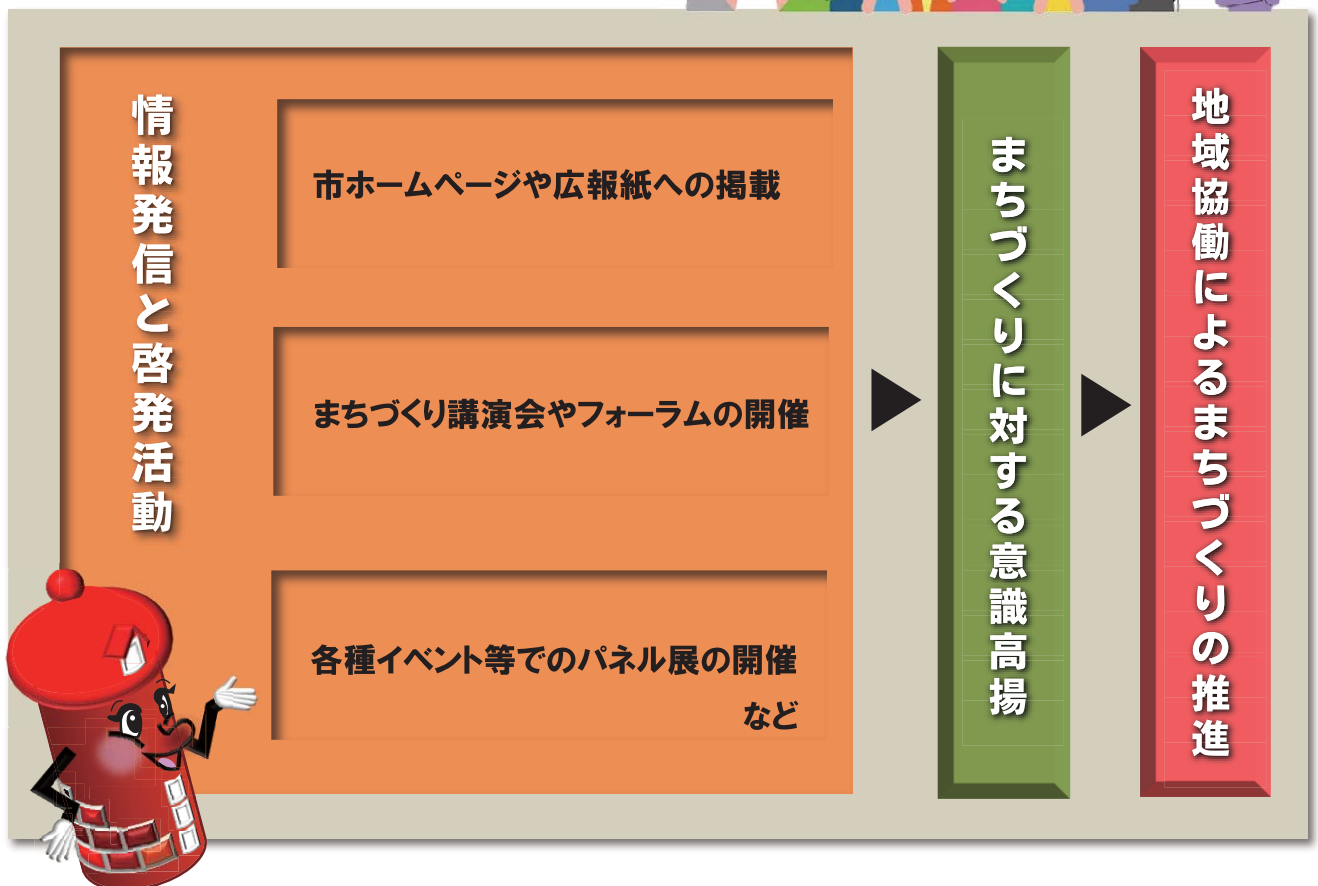 情報発信と啓発活動
市ホームページや広報紙への掲載
まちづくり講演会やフォーラムの開催
各種イベント等でのパネル展の開催
など
まちづくりに対する意識高揚
地域協働によるまちづくりの推進